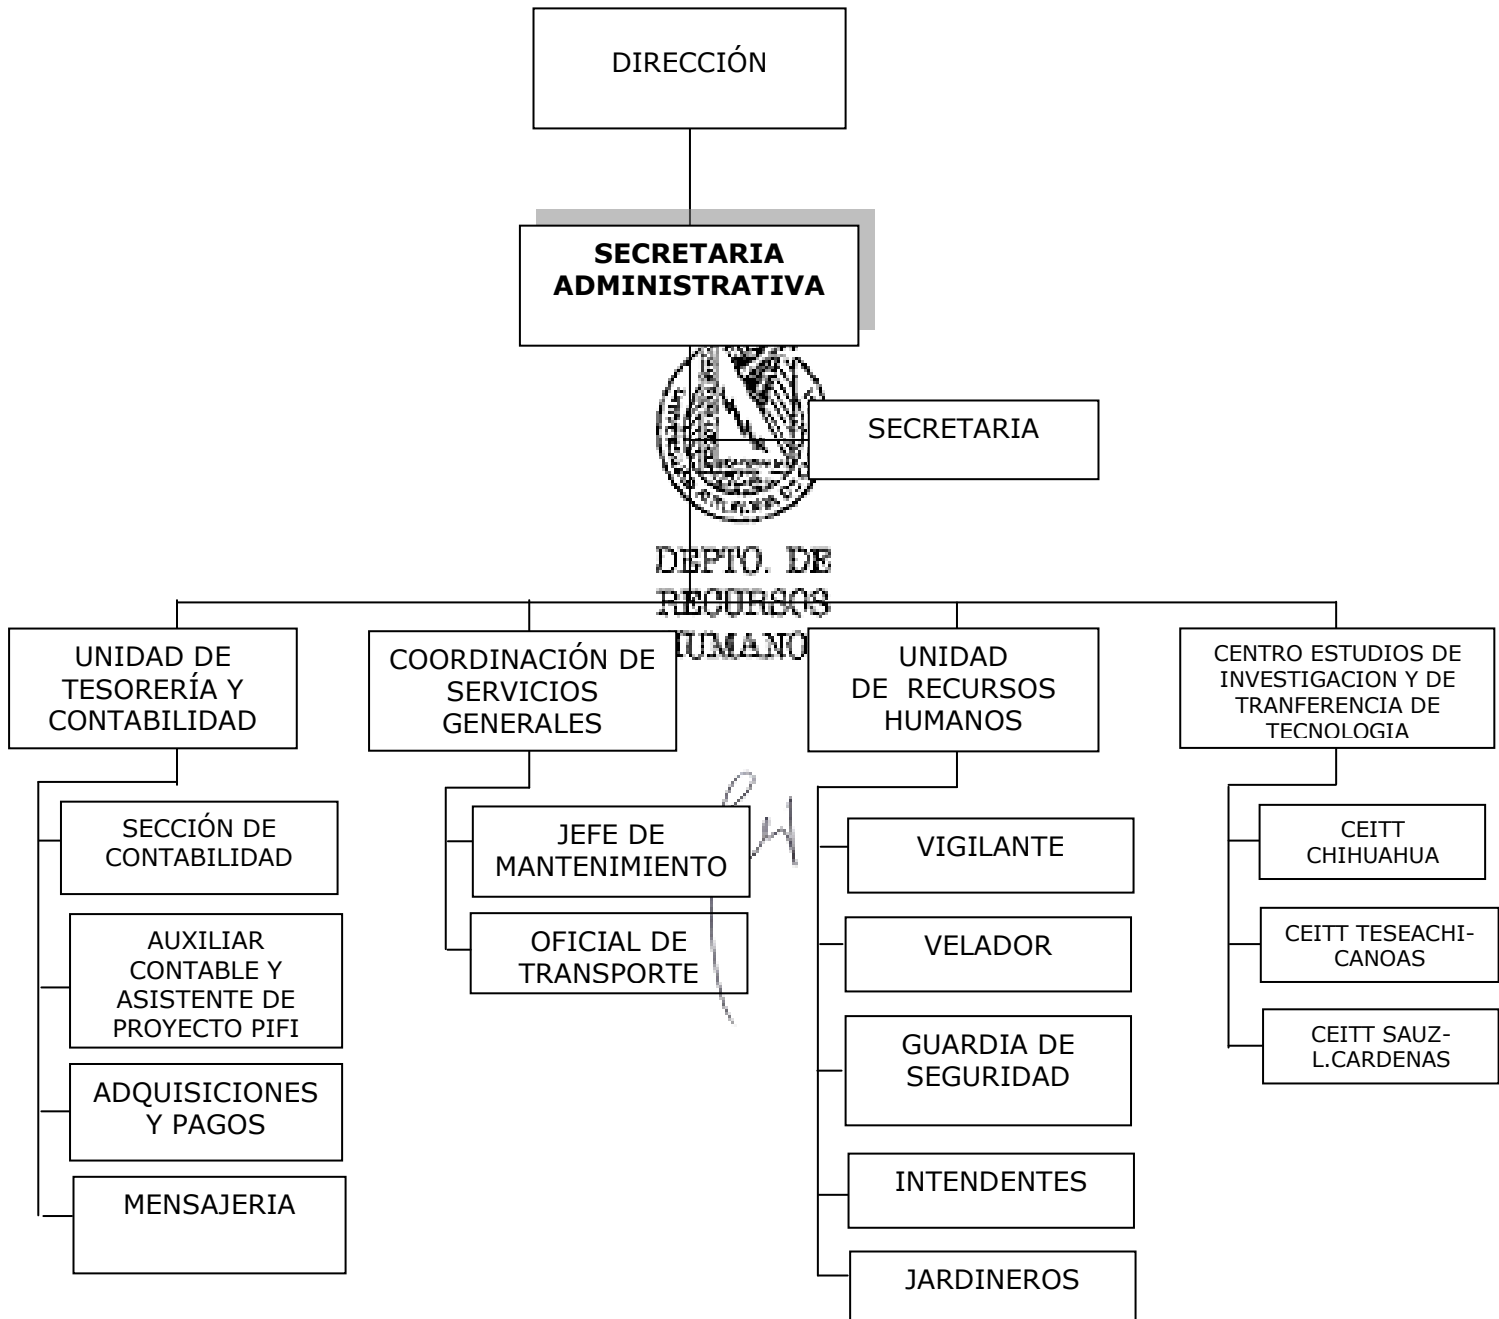 DIRECCIÓN
SECRETARIA
ADMINISTRATIVA
SECRETARIA
DEPTO. DE
RECURSOS
UNIDAD DE
TESORERÍA Y
CONTABILIDAD
COORDINACIÓN DE
SERVICIOS
GENERALES
UNIDAD
DE RECURSOS
HUMANOS
CENTRO ESTUDIOS DE
INVESTIGACION Y DE
TRANFERENCIA DE
TECNOLOGIA
SECCIÓN DE
CONTABILIDAD
AUXILIAR
CONTABLE Y
ASISTENTE DE
PROYECTO PIFI
ADQUISICIONES
Y PAGOS
MENSAJERIA
JEFE DE
MANTENIMIENTO
OFICIAL DE
TRANSPORTE
VIGILANTE
VELADOR
GUARDIA DE
SEGURIDAD
INTENDENTES
JARDINEROS
CEITT
CHIHUAHUA
CEITT TESEACHI-
CANOAS
CEITT SAUZ-
L.CARDENAS